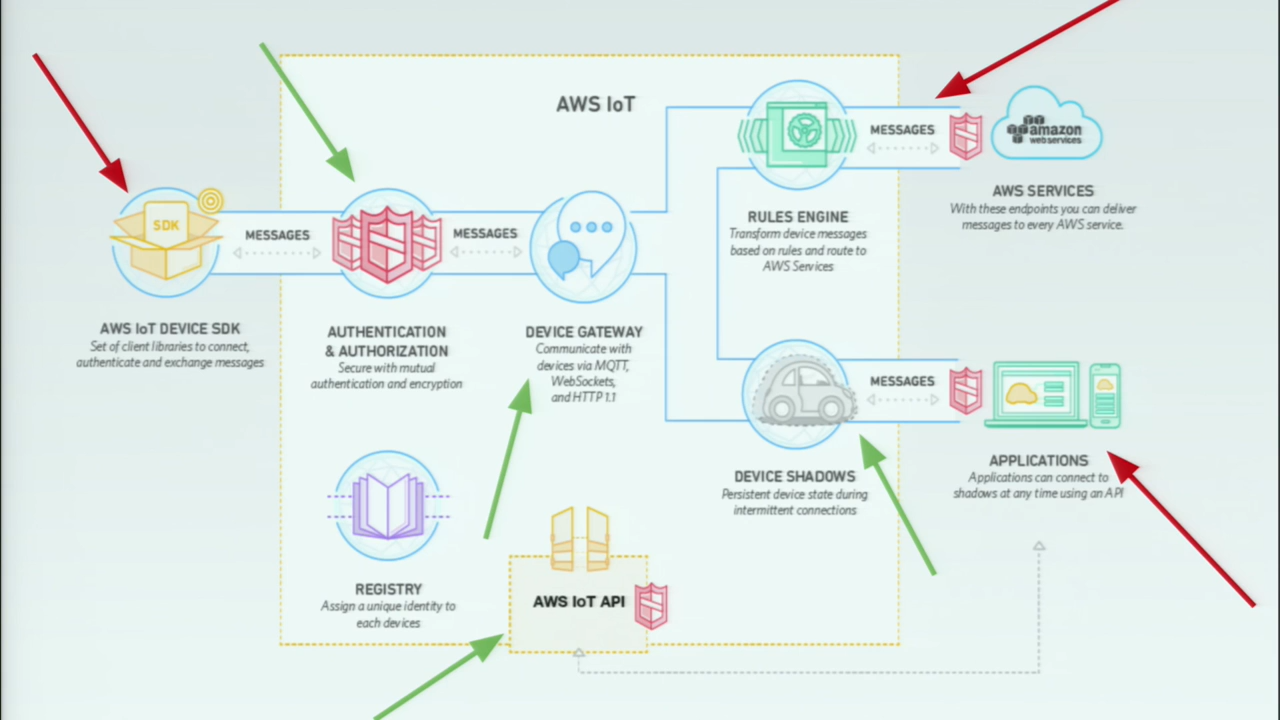 AWS IoT
SDK
MESSAGES
MESSAGES
MESSAGES
amazon
webservices
AWS SERVICES
With these endpoints you can deliver
messages to every AWS service.
RULES ENGINE
Transform device messages
based on rules and route to
AWS Services
AWS IoT DEVICE SDK
Set of client libraries to connect,
authenticate and exchange messages
AUTHENTICATION
& AUTHORIZATION
Secure with mutual
authentication and encryption
DEVICE GATEWAY
Communicate with
devices via MQTT,
WebSockets,
and HTTP 1.1
MESSAGES
DEVICE SHADOWS
Persistent device state during
intermittent connections
APPLICATIONS
Applications can connect to
shadows at any time using an API
REGISTRY
Assign a unique identity to
each devices
AWS IoT API